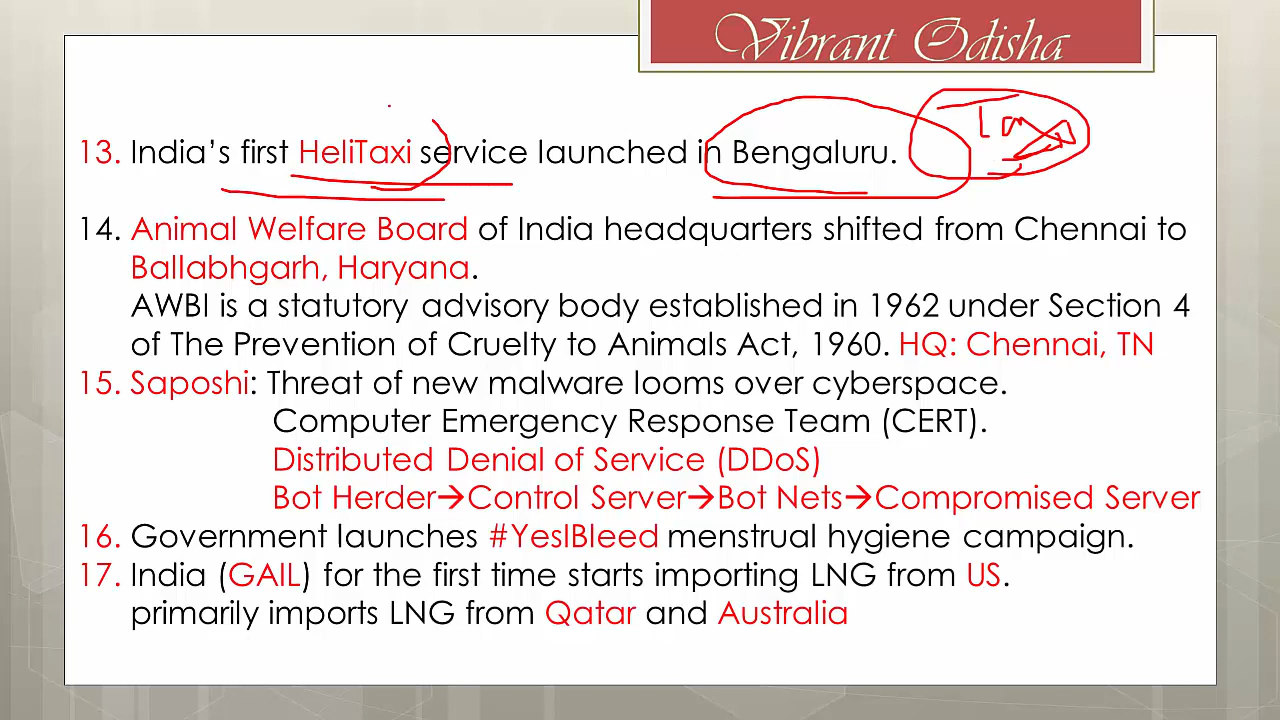 Vibrant Odisha
13. India’s first HeliTaxi service launched in Bengaluru.
14. Animal Welfare Board of India headquarters shifted from Chennai to
Ballabhgarh, Haryana.
AWBI is a statutory advisory body established in 1962 under Section 4
of The Prevention of Cruelty to Animals Act, 1960. HQ: Chennai, TN
15. Saposhi: Threat of new malware looms over cyberspace.
Computer Emergency Response Team (CERT).
Distributed Denial of Service (DDoS)
Bot Herder→Control Server→Bot Nets→Compromised Server
16. Government launches #YesIBleed menstrual hygiene campaign.
17. India (GAIL) for the first time starts importing LNG from US.
primarily imports LNG from Qatar and Australia